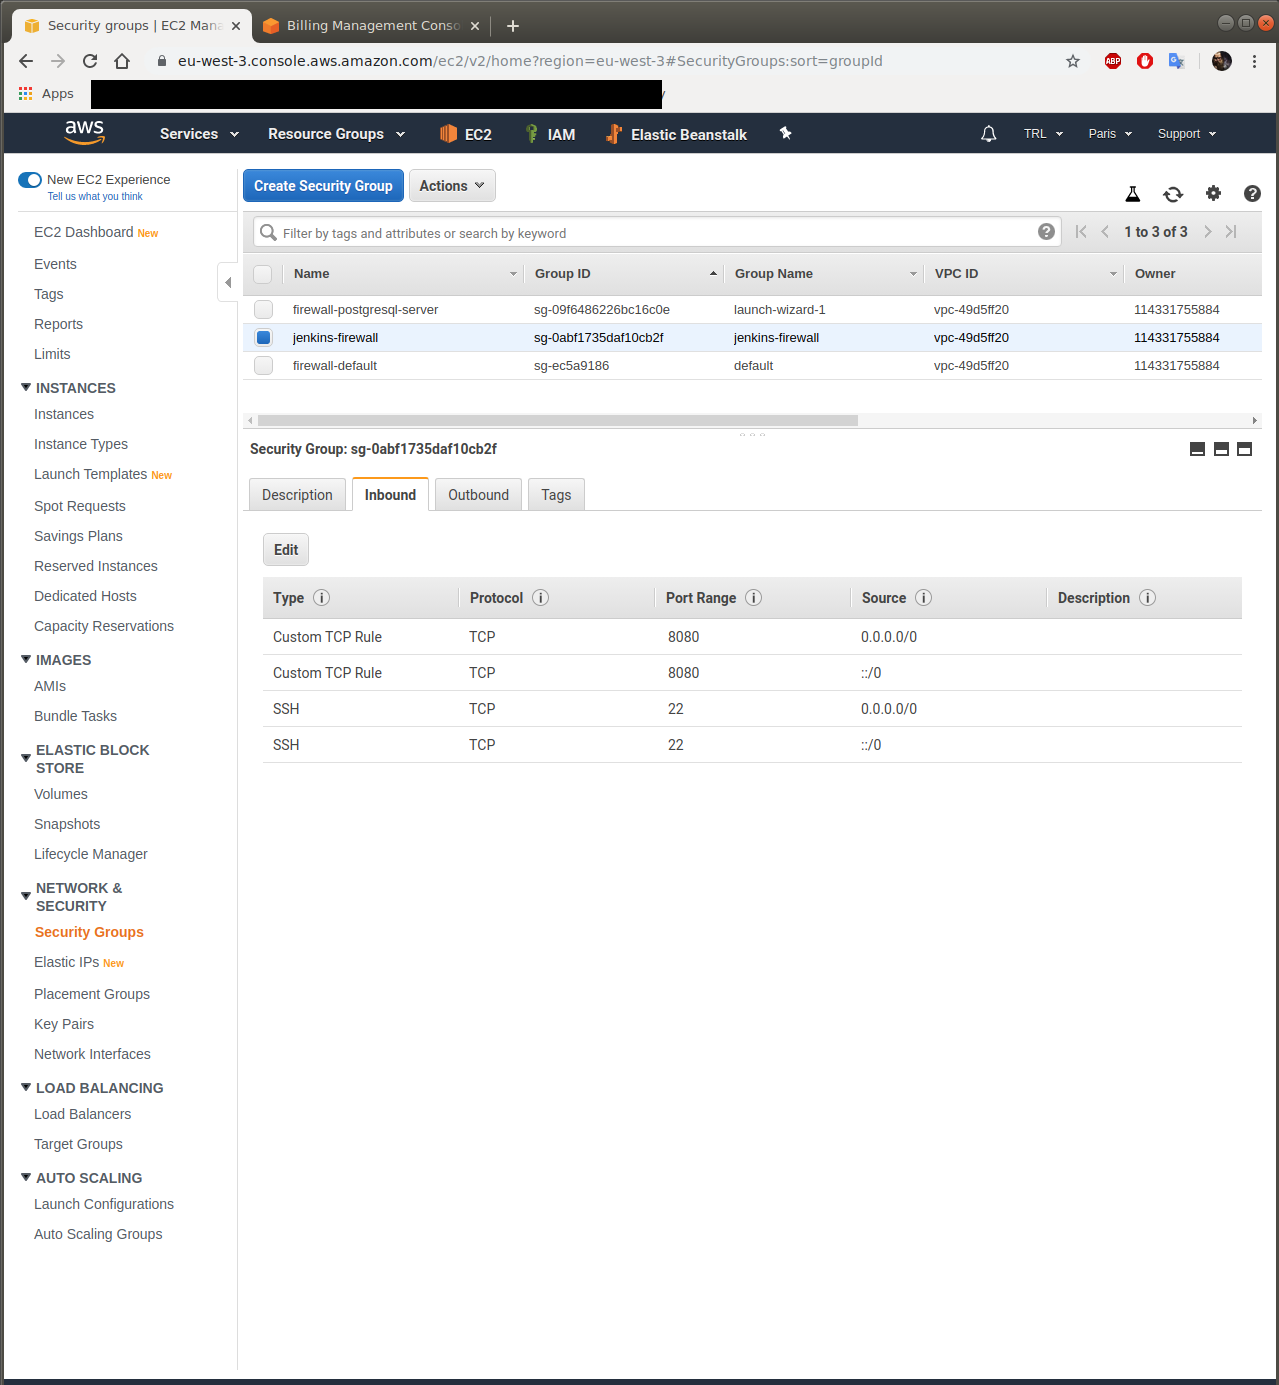 Security groups | EC2 Mana
Billing Management Conso
eu-west-3.console.aws.amazon.com/ec2/v2/home?region=eu-west-3#SecurityGroups:sort=groupId
ABP
Apps
aws
Services
Resource Groups
EC2
IAM
Elastic Beanstalk
TRL
Paris
Support
New EC2 Experience
Tell us what you think
EC2 Dashboard New
Events
Tags
Reports
Limits
INSTANCES
Instances
Instance Types
Launch Templates New
Spot Requests
Savings Plans
Reserved Instances
Dedicated Hosts
Capacity Reservations
IMAGES
AMIs
Bundle Tasks
ELASTIC BLOCK
STORE
Volumes
Snapshots
Lifecycle Manager
NETWORK &
SECURITY
Security Groups
Elastic IPs New
Placement Groups
Key Pairs
Network Interfaces
LOAD BALANCING
Load Balancers
Target Groups
AUTO SCALING
Launch Configurations
Auto Scaling Groups
Create Security Group
Actions
Filter by tags and attributes or search by keyword
1 to 3 of 3
Name Group ID Group Name VPC ID Owner
firewall-postgresql-server sg-09f6486226bc16c0e launch-wizard-1 vpc-49d5ff20 114331755884
jenkins-firewall sg-0abf1735daf10cb2f jenkins-firewall vpc-49d5ff20 114331755884
firewall-default sg-ec5a9186 default vpc-49d5ff20 114331755884
Security Group: sg-0abf1735daf10cb2f
Description Inbound Outbound Tags
Edit
Type Protocol Port Range Source Description
Custom TCP Rule TCP 8080 0.0.0.0/0
Custom TCP Rule TCP 8080 ::/0
SSH TCP 22 0.0.0.0/0
SSH TCP 22 ::/0